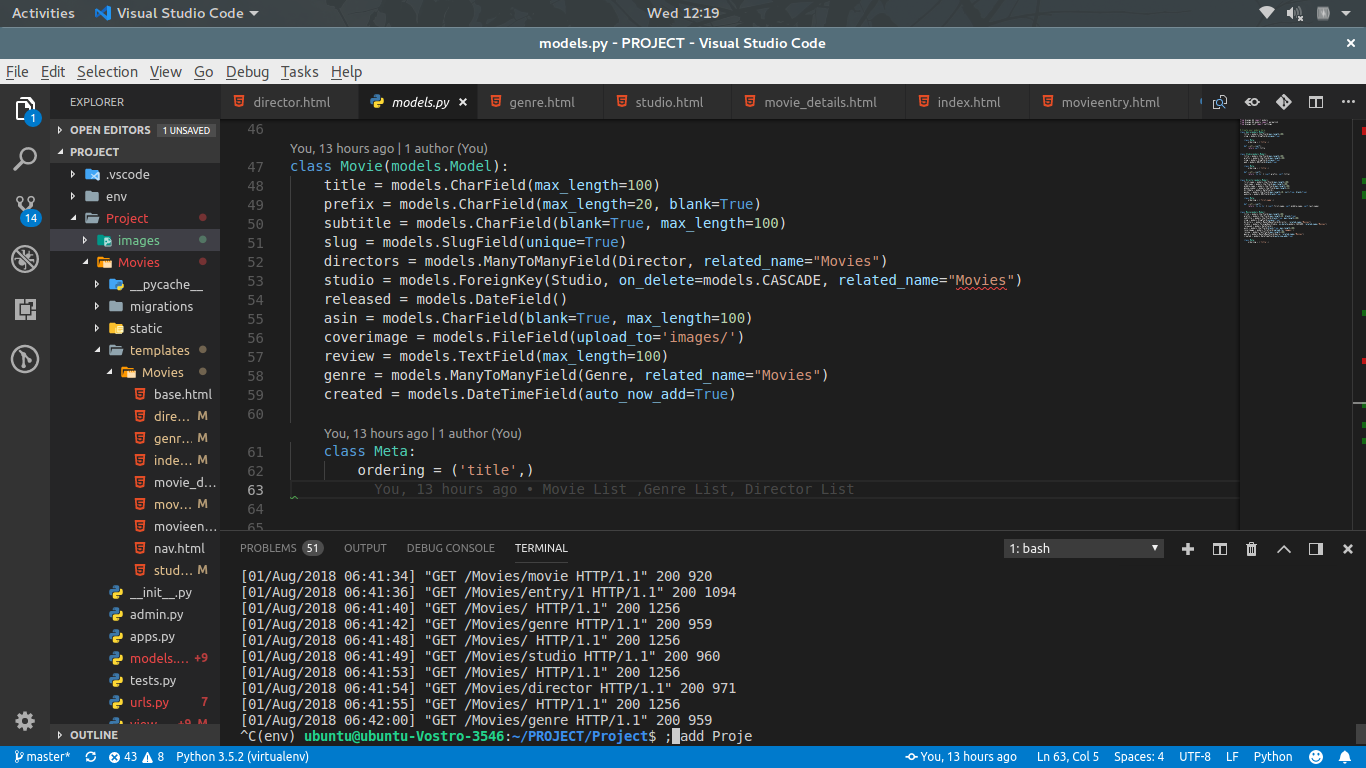 Activities Visual Studio Code Wed 12:19
models.py - PROJECT - Visual Studio Code ×
File Edit Selection View Go Debug Tasks Help
EXPLORER
director.html models.py × genre.html studio.html movie_details.html index.html movieentry.html
1
OPEN EDITORS 1 UNSAVED
PROJECT
.vscode
env
14
Project
images
Movies
__pycache__
migrations
static
templates
Movies
base.html
dire... M
genr... M
inde... M
movie_d...
mov... M
movieen...
nav.html
stud... M
__init__.py
admin.py
apps.py
models.... +9
tests.py
urls.py 7
OUTLINE
46
You, 13 hours ago | 1 author (You)
47 class Movie(models.Model):
48 title = models.CharField(max_length=100)
49 prefix = models.CharField(max_length=20, blank=True)
50 subtitle = models.CharField(blank=True, max_length=100)
51 slug = models.SlugField(unique=True)
52 directors = models.ManyToManyField(Director, related_name="Movies")
53 studio = models.ForeignKey(Studio, on_delete=models.CASCADE, related_name="Movies")
54 released = models.DateField()
55 asin = models.CharField(blank=True, max_length=100)
56 coverimage = models.FileField(upload_to='images/')
57 review = models.TextField(max_length=100)
58 genre = models.ManyToManyField(Genre, related_name="Movies")
59 created = models.DateTimeField(auto_now_add=True)
60
You, 13 hours ago | 1 author (You)
61 class Meta:
62 ordering = ('title',)
63 You, 13 hours ago • Movie List ,Genre List, Director List
64
65
PROBLEMS 51 OUTPUT DEBUG CONSOLE TERMINAL 1: bash
[01/Aug/2018 06:41:34] "GET /Movies/movie HTTP/1.1" 200 920
[01/Aug/2018 06:41:36] "GET /Movies/entry/1 HTTP/1.1" 200 1094
[01/Aug/2018 06:41:40] "GET /Movies/ HTTP/1.1" 200 1256
[01/Aug/2018 06:41:42] "GET /Movies/genre HTTP/1.1" 200 959
[01/Aug/2018 06:41:48] "GET /Movies/ HTTP/1.1" 200 1256
[01/Aug/2018 06:41:49] "GET /Movies/studio HTTP/1.1" 200 960
[01/Aug/2018 06:41:53] "GET /Movies/ HTTP/1.1" 200 1256
[01/Aug/2018 06:41:54] "GET /Movies/director HTTP/1.1" 200 971
[01/Aug/2018 06:41:55] "GET /Movies/ HTTP/1.1" 200 1256
[01/Aug/2018 06:42:00] "GET /Movies/genre HTTP/1.1" 200 959
^C(env) ubuntu@ubuntu-Vostro-3546:~/PROJECT/Project$ ; add Proje
master* 43 8 Python 3.5.2 (virtualenv) You, 13 hours ago Ln 63, Col 5 Spaces: 4 UTF-8 LF Python